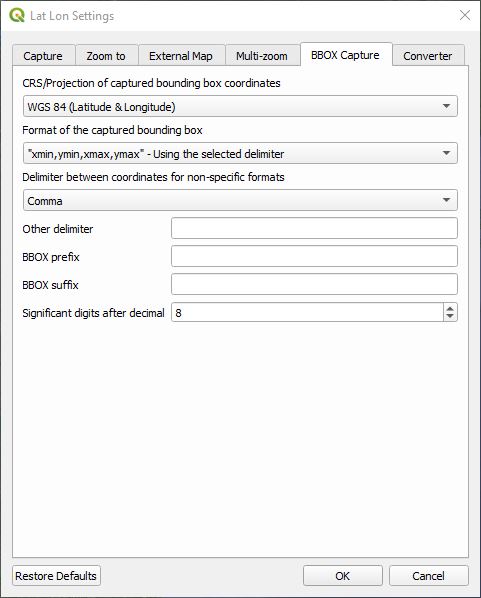 Lat Lon Settings
Capture Zoom to External Map Multi-zoom BBOX Capture Converter
CRS/Projection of captured bounding box coordinates
WGS 84 (Latitude & Longitude)
Format of the captured bounding box
"xmin,ymin,xmax,ymax" - Using the selected delimiter
Delimiter between coordinates for non-specific formats
Comma
Other delimiter
BBOX prefix
BBOX suffix
Significant digits after decimal 8
Restore Defaults OK Cancel